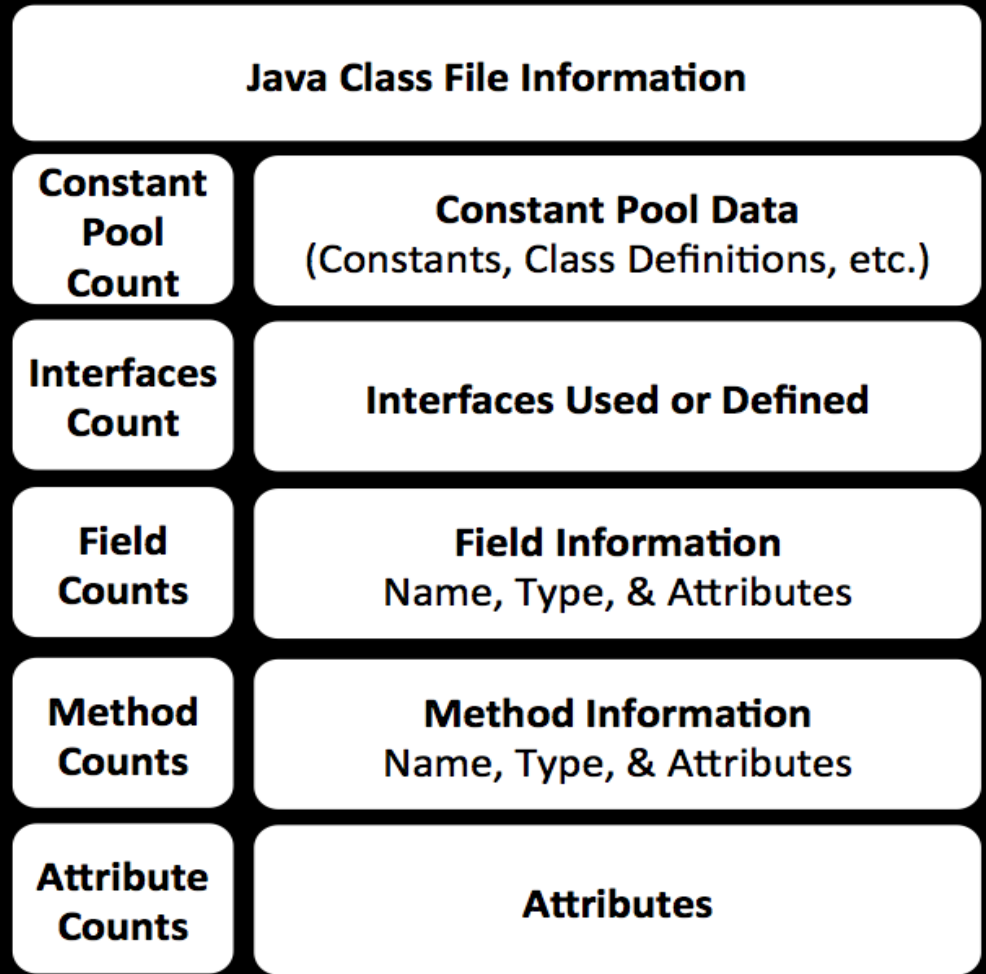 Java Class File Information
Constant
Pool
Count
Constant Pool Data
(Constants, Class Definitions, etc.)
Interfaces
Count
Interfaces Used or Defined
Field
Counts
Field Information
Name, Type, & Attributes
Method
Counts
Method Information
Name, Type, & Attributes
Attribute
Counts
Attributes